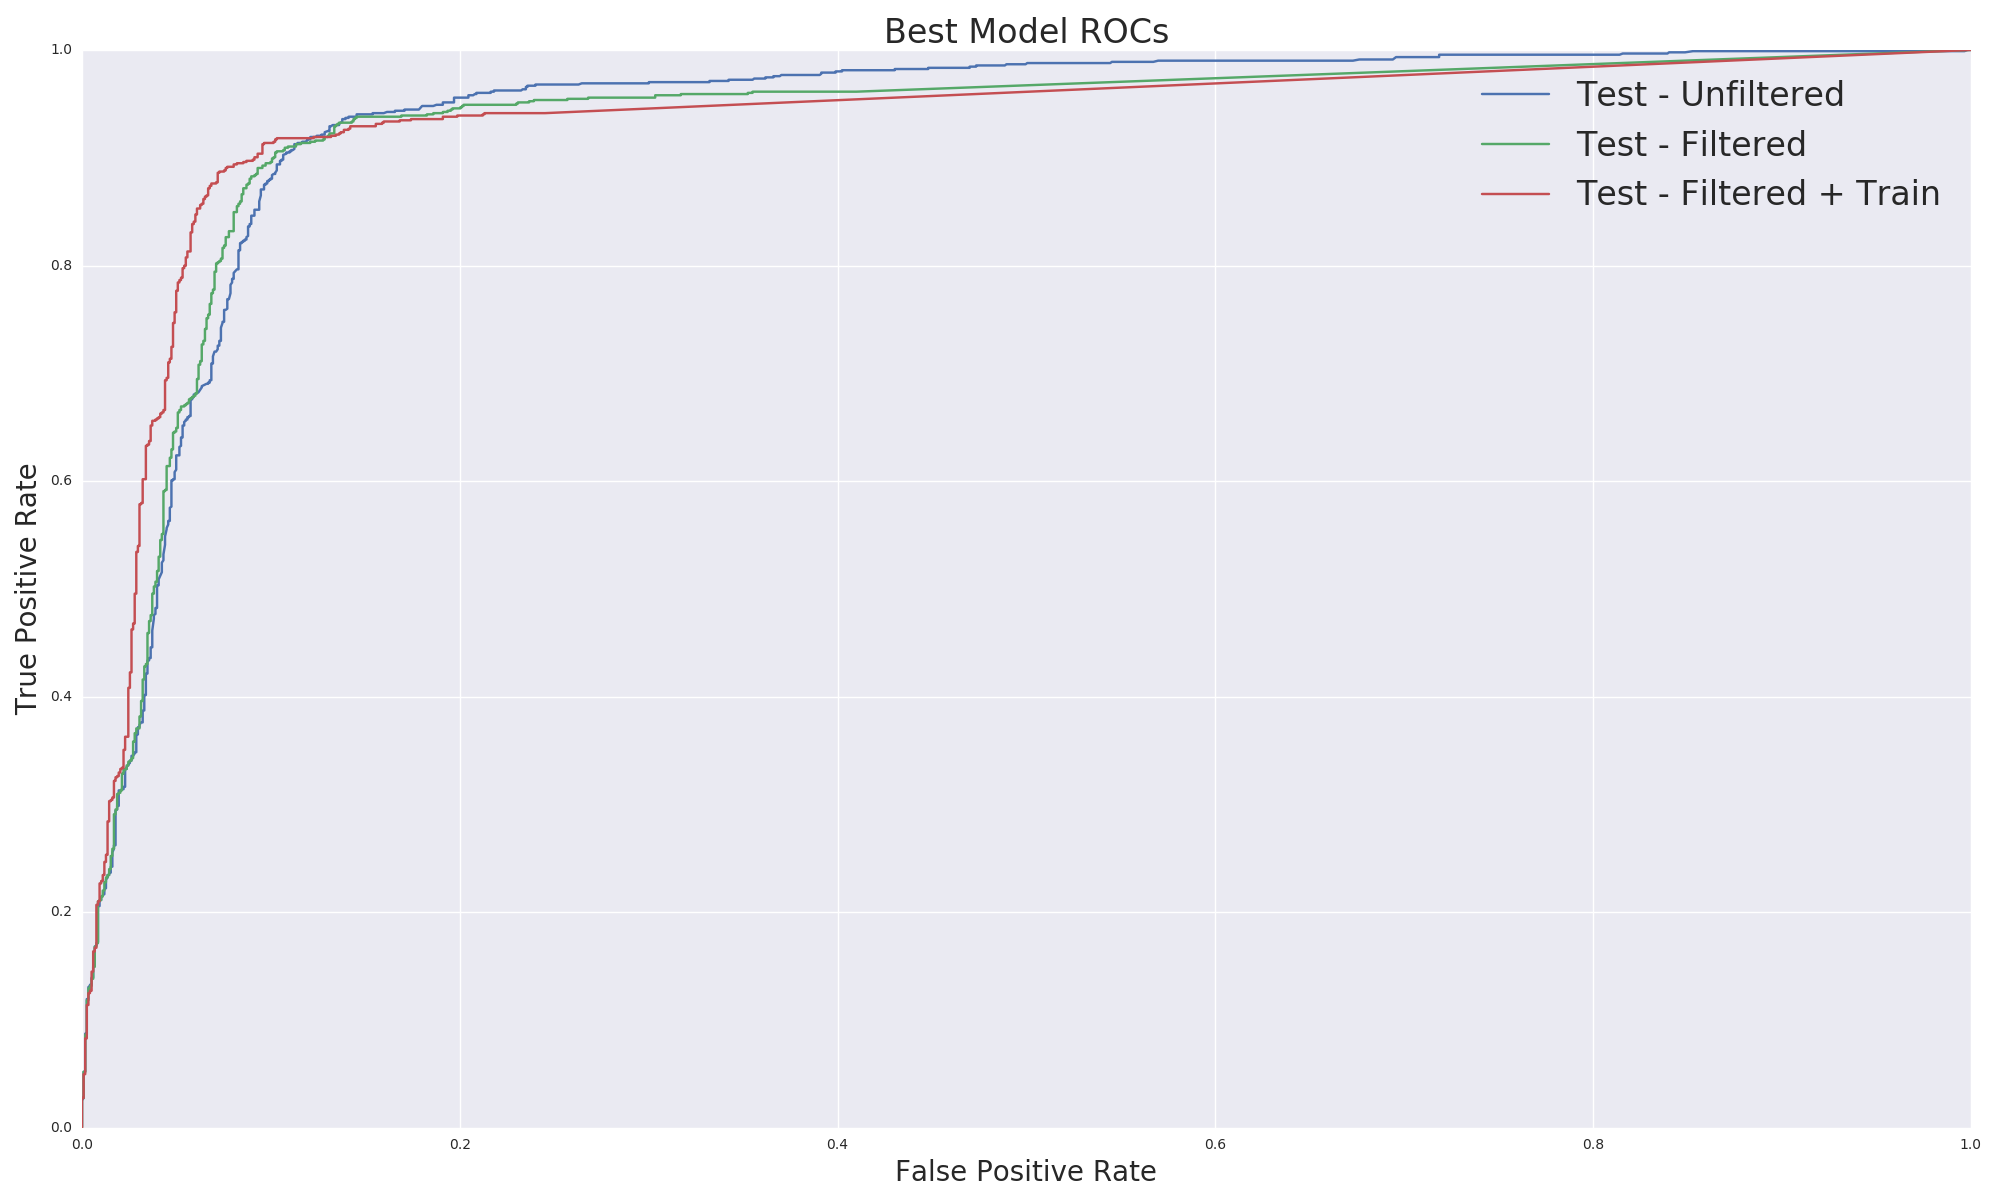 Best Model ROCs
1.0
0.8
0.6
0.4
0.2
0.0
True Positive Rate
Test - Unfiltered
Test - Filtered
Test - Filtered + Train
0.0 0.2 0.4 0.6 0.8 1.0
False Positive Rate